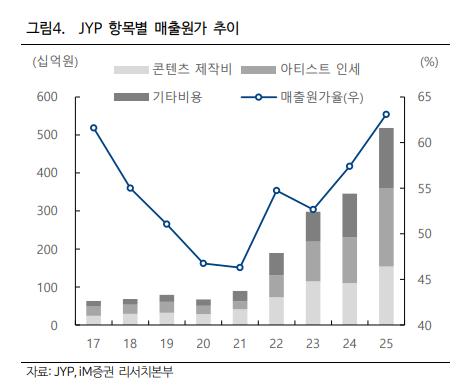 그림4. JYP 항목별 매출원가 추이
(십억원) (%)
콘텐츠 제작비 아티스트 인세
기타비용 매출원가율(우)
600 65
500 60
400 55
300 50
200
100 45
0 40
17 18 19 20 21 22 23 24 25
자료: JYP, iM증권 리서치본부